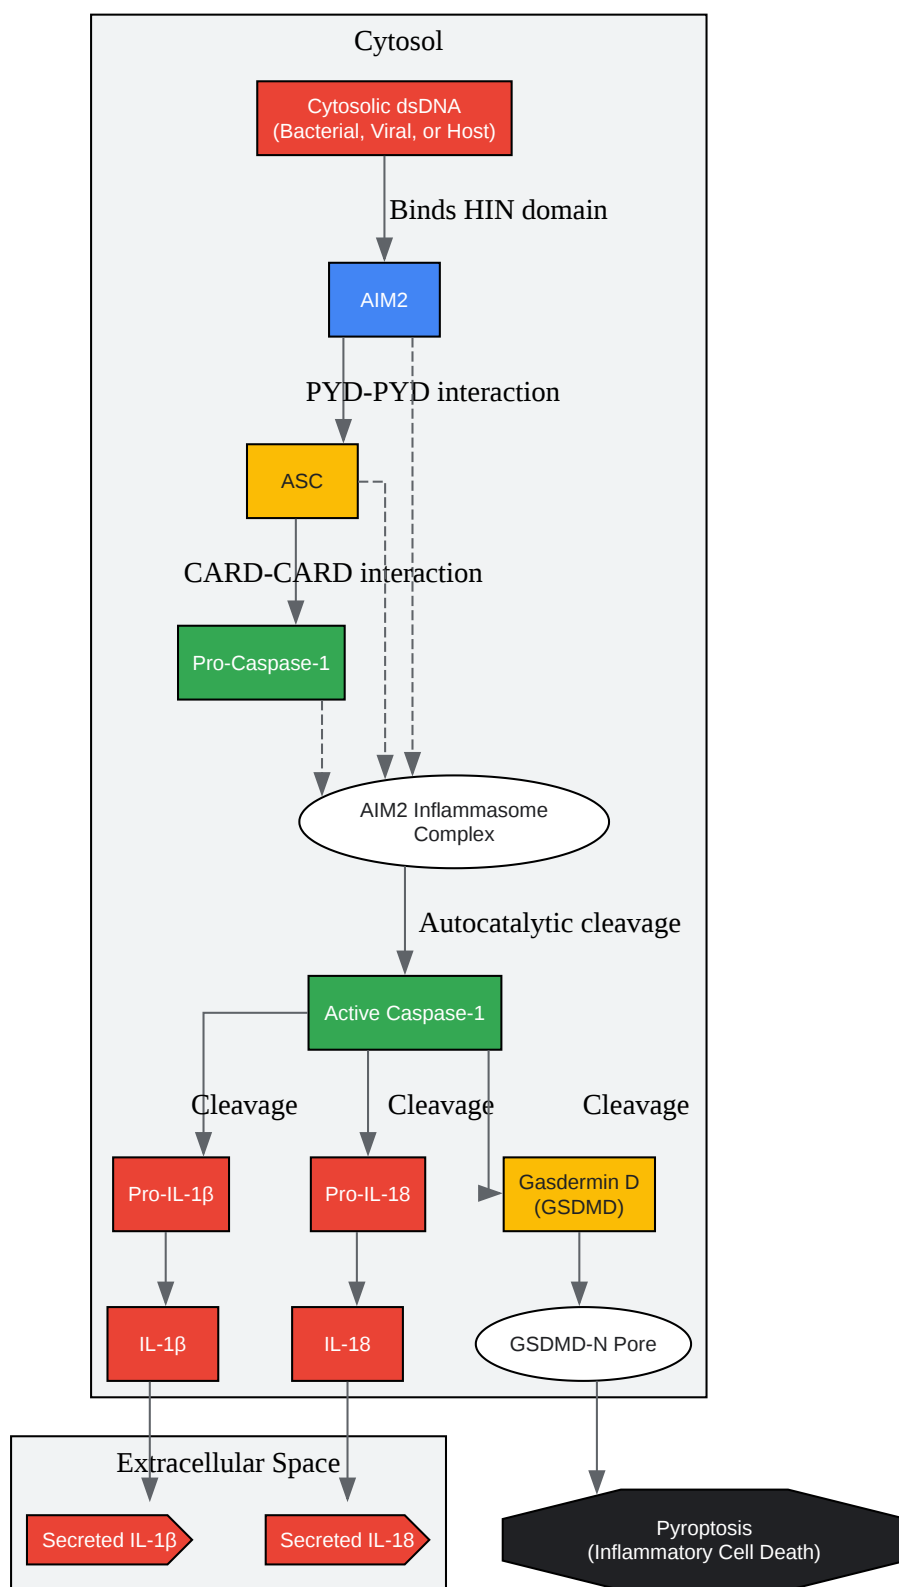 Cytosol
Cytosolic dsDNA
(Bacterial, Viral, or Host)
Binds HIN domain
AIM2
PYD-PYD interaction
ASC
CARD-CARD interaction
Pro-Caspase-1
AIM2 Inflammasome
Complex
Autocatalytic cleavage
Active Caspase-1
Cleavage
Cleavage
Cleavage
Pro-IL-1β
Pro-IL-18
Gasdermin D
(GSDMD)
IL-1β
IL-18
GSDMD-N Pore
Extracellular Space
Secreted IL-1β
Secreted IL-18
Pyroptosis
(Inflammatory Cell Death)